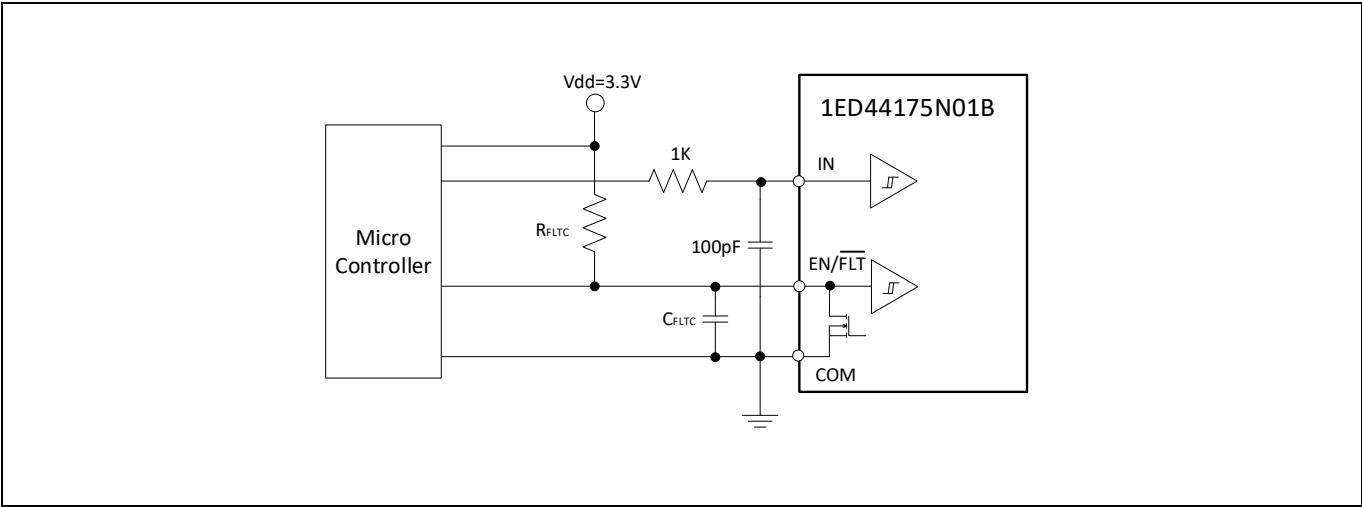 Vdd=3.3V
1ED44175N01B
1K
IN
RFLTC
Micro
Controller
100pF
EN/FLT
CFLTC
COM